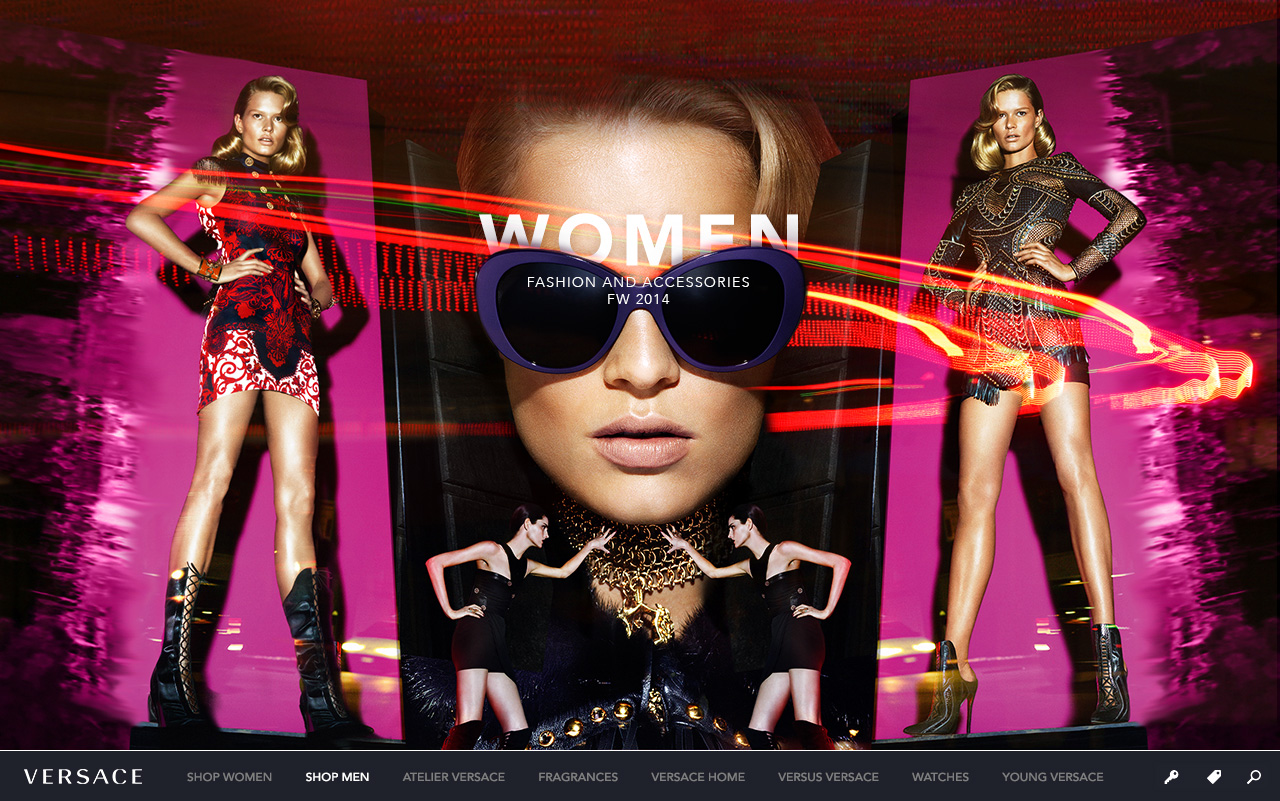 WOMEN
FASHION AND ACCESSORIES
FW 2014
VERSACE SHOP WOMEN SHOP MEN ATELIER VERSACE FRAGRANCES VERSACE HOME VERSUS VERSACE WATCHES YOUNG VERSACE